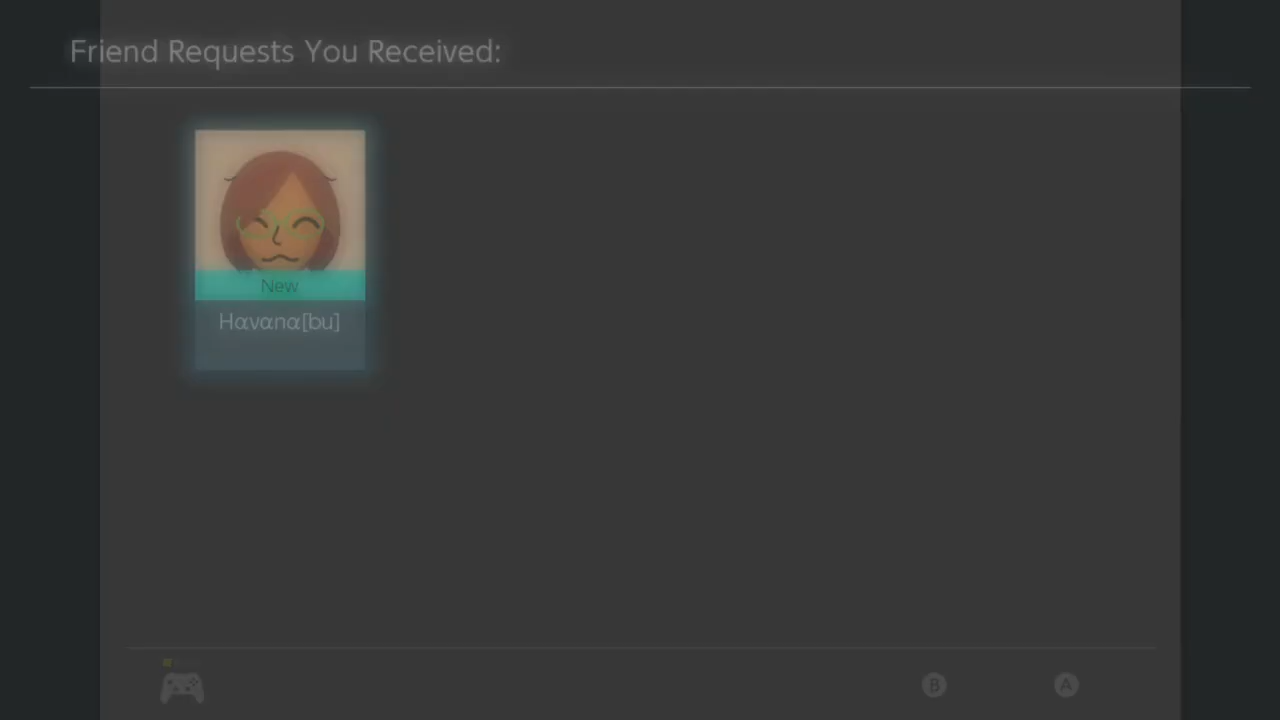 Friend Requests You Received:
New
Hαvαnα[bu]
B
A